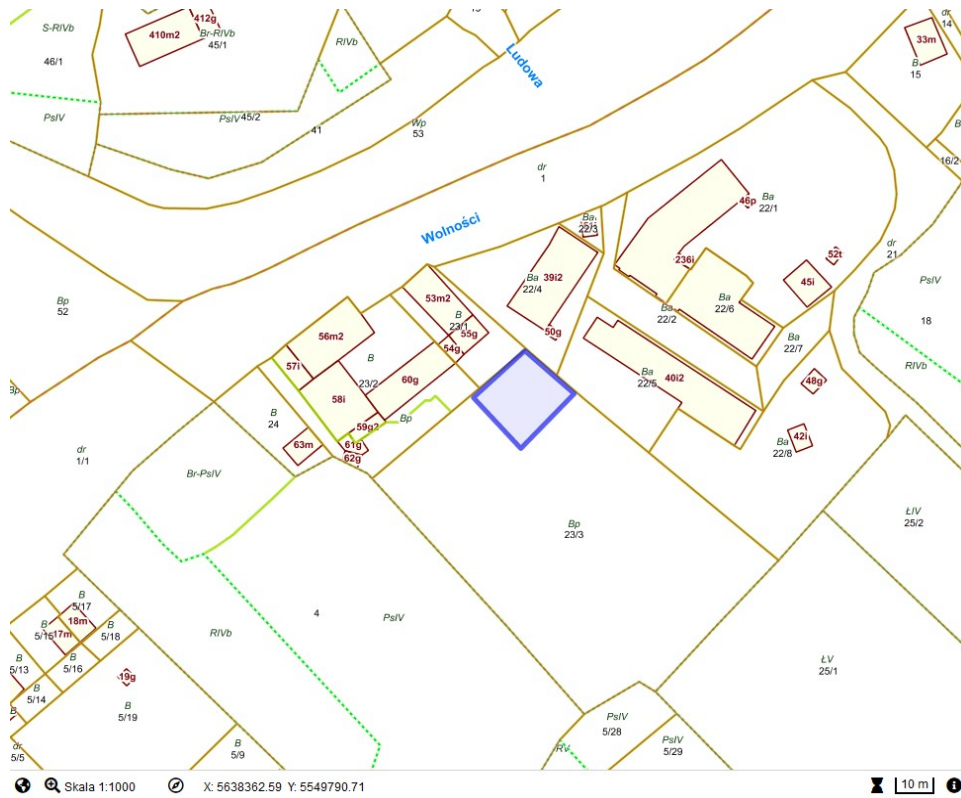 S-RIVb
46/1
412g
410m2
Br-RIVb
45/1
RIVb
Ludowa
dr
14
33m
B
15
B
16/2
PsIV
PsIV 45/2
41
Wp
53
dr
1
Wolności
Ba
22/3
46p
Ba
22/1
236i
52t
dr
21
45i
PsIV
18
RIVb
Bp
52
39i2
Ba
22/4
50g
53m2
B
23/1
55g
54g
Ba
22/2
Ba
22/6
Ba
22/7
56m2
57i
B
23/2
60g
58i
59g2
Bp
61g
62g
Ba
22/5
40i2
48g
42i
Ba
22/8
Bp
B
24
63m
dr
1/1
Br-PsIV
Bp
23/3
ŁIV
25/2
4
PsIV
RIVb
B
5/17
18m
B
5/15
17m
B
5/18
B
5/16
B
5/13
B
5/14
B
19g
B
5/19
dr
5/5
B
5/9
ŁV
25/1
PsIV
5/28
RV
PsIV
5/29
Skala 1:1000
X: 5638362.59 Y: 5549790.71
10 m